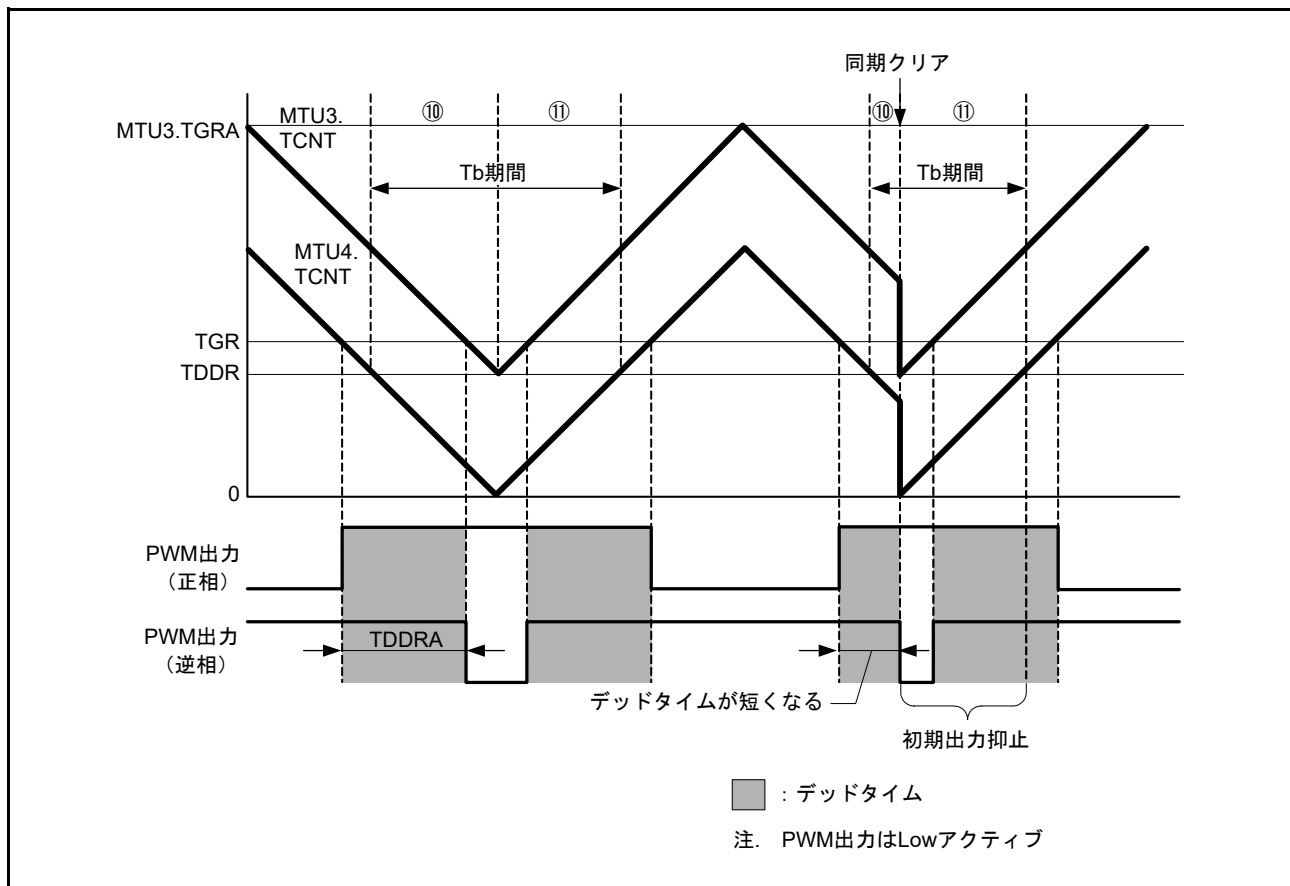 同期クリア
⑩
⑪
⑩
⑪
MTU3.TGRA
MTU3.
TCNT
Tb期間
Tb期間
MTU4.
TCNT
TGR
TDDR
0
PWM出力
（正相）
PWM出力
（逆相）
TDDRA
デッドタイムが短くなる
初期出力抑止
：デッドタイム
注. PWM出力はLowアクティブ